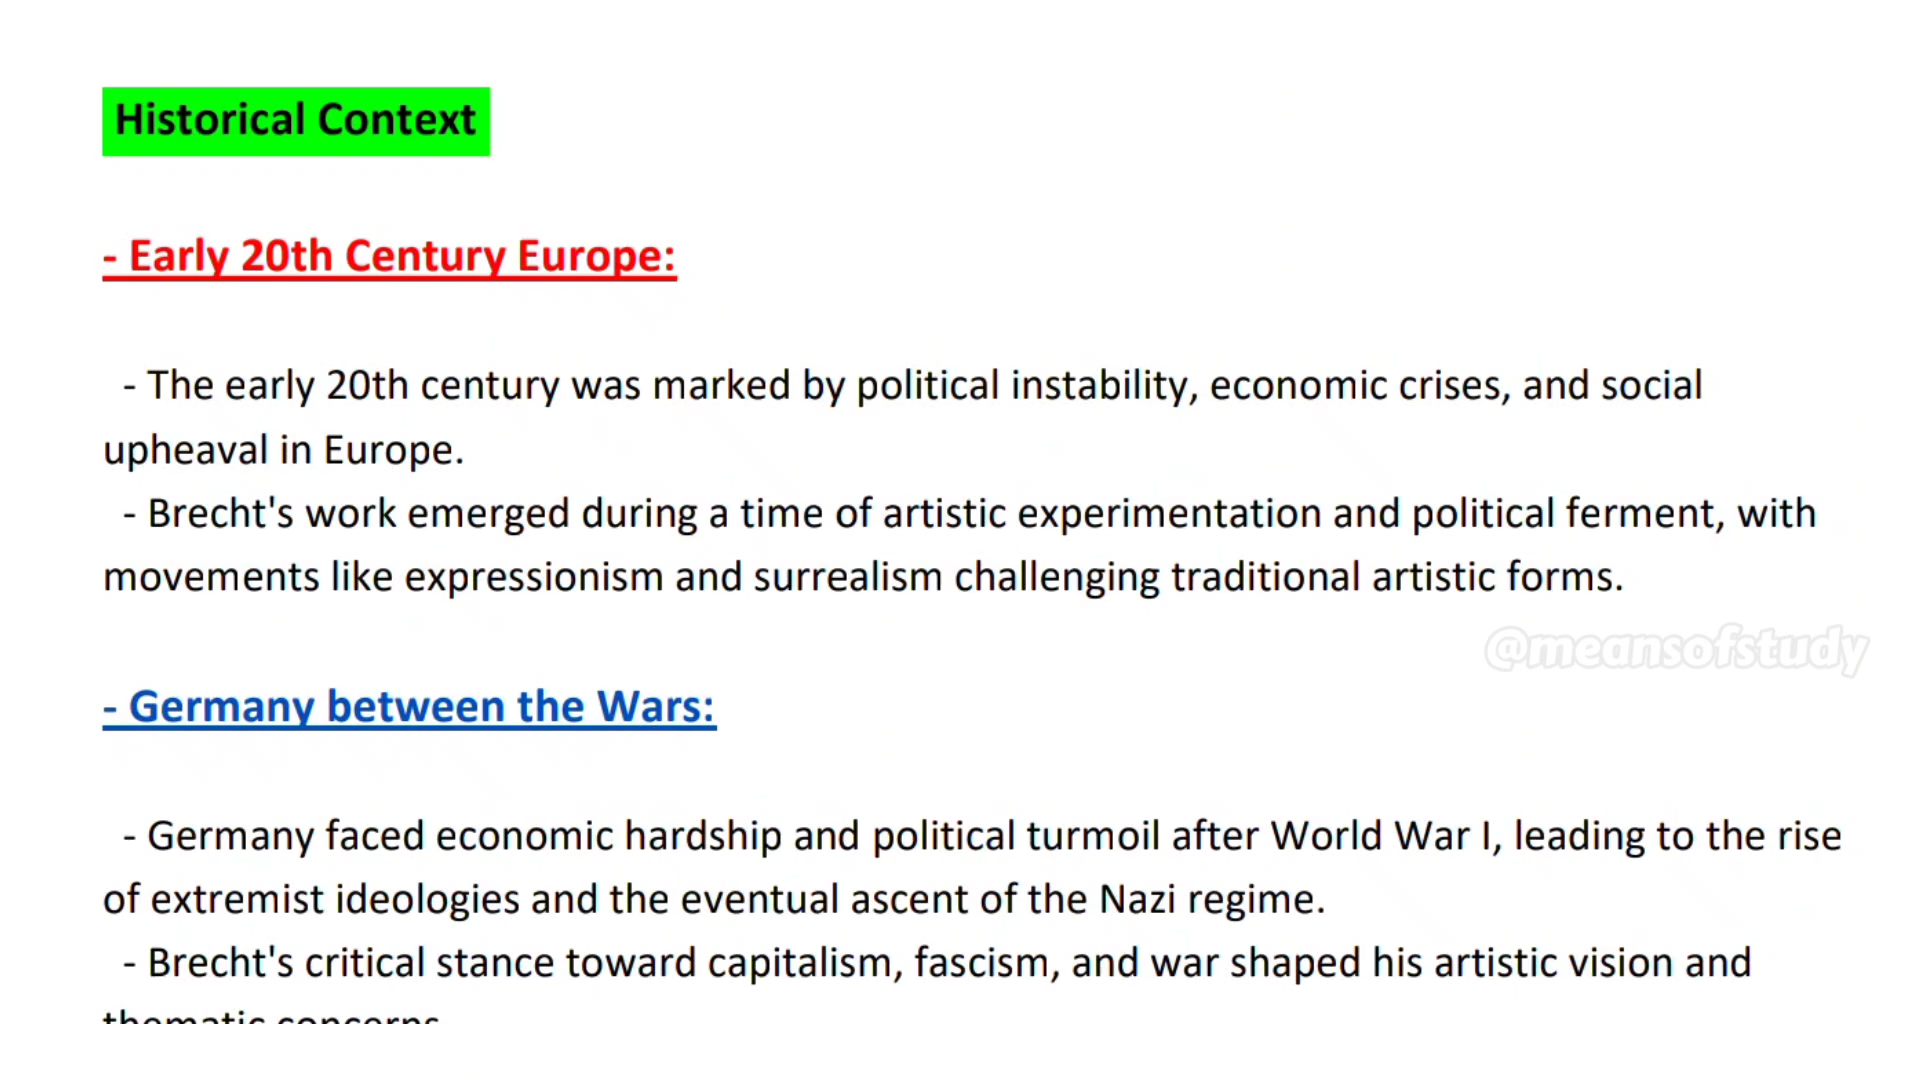 Historical Context
- Early 20th Century Europe:
- The early 20th century was marked by political instability, economic crises, and social
upheaval in Europe.
- Brecht's work emerged during a time of artistic experimentation and political ferment, with
movements like expressionism and surrealism challenging traditional artistic forms.
@meansofstudy
- Germany between the Wars:
- Germany faced economic hardship and political turmoil after World War I, leading to the rise
of extremist ideologies and the eventual ascent of the Nazi regime.
- Brecht's critical stance toward capitalism, fascism, and war shaped his artistic vision and
thematic concerns